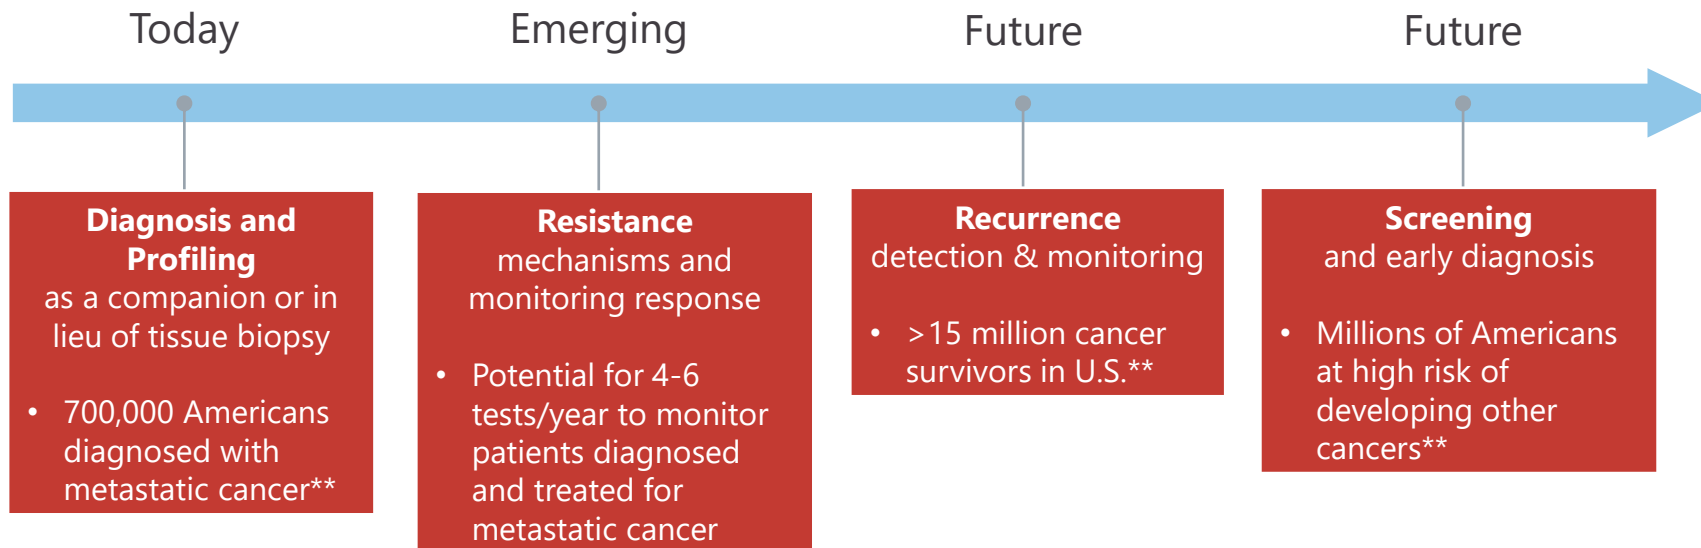 Today
Emerging
Future
Future
Diagnosis and
Profiling
as a companion or in
lieu of tissue biopsy
• 700,000 Americans
diagnosed with
metastatic cancer**
Resistance
mechanisms and
monitoring response
• Potential for 4-6
tests/year to monitor
patients diagnosed
and treated for
metastatic cancer
Recurrence
detection & monitoring
• >15 million cancer
survivors in U.S.**
Screening
and early diagnosis
• Millions of Americans
at high risk of
developing other
cancers**